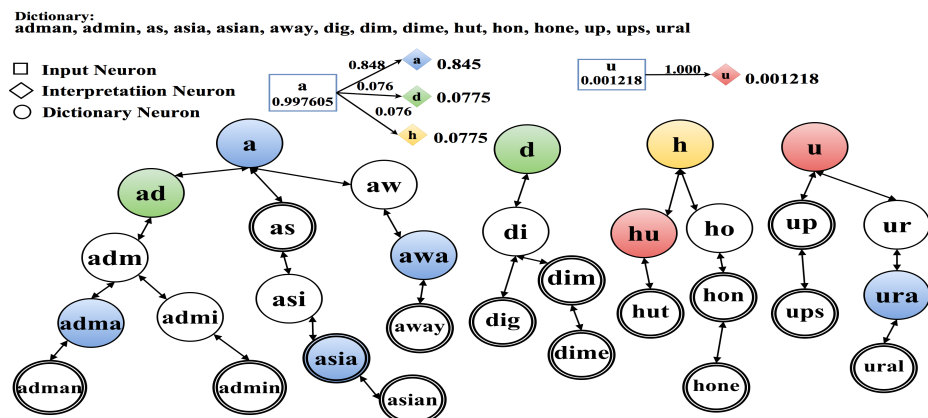 Dictionary:
adman, admin, as, asia, asian, away, dig, dim, dime, hut, hon, hone, up, ups, ural
Input Neuron
Interpretatiion Neuron
Dictionary Neuron
a
0.997605
0.848
a
0.845
0.076
d
0.0775
0.076
h
0.0775
u
0.001218
1.000
u
0.001218
a
d
h
u
ad
aw
as
di
hu
ho
up
ur
adm
awa
asi
dim
hon
ura
adma
admi
away
dig
hut
ups
asia
dime
ural
adman
admin
asian
hone